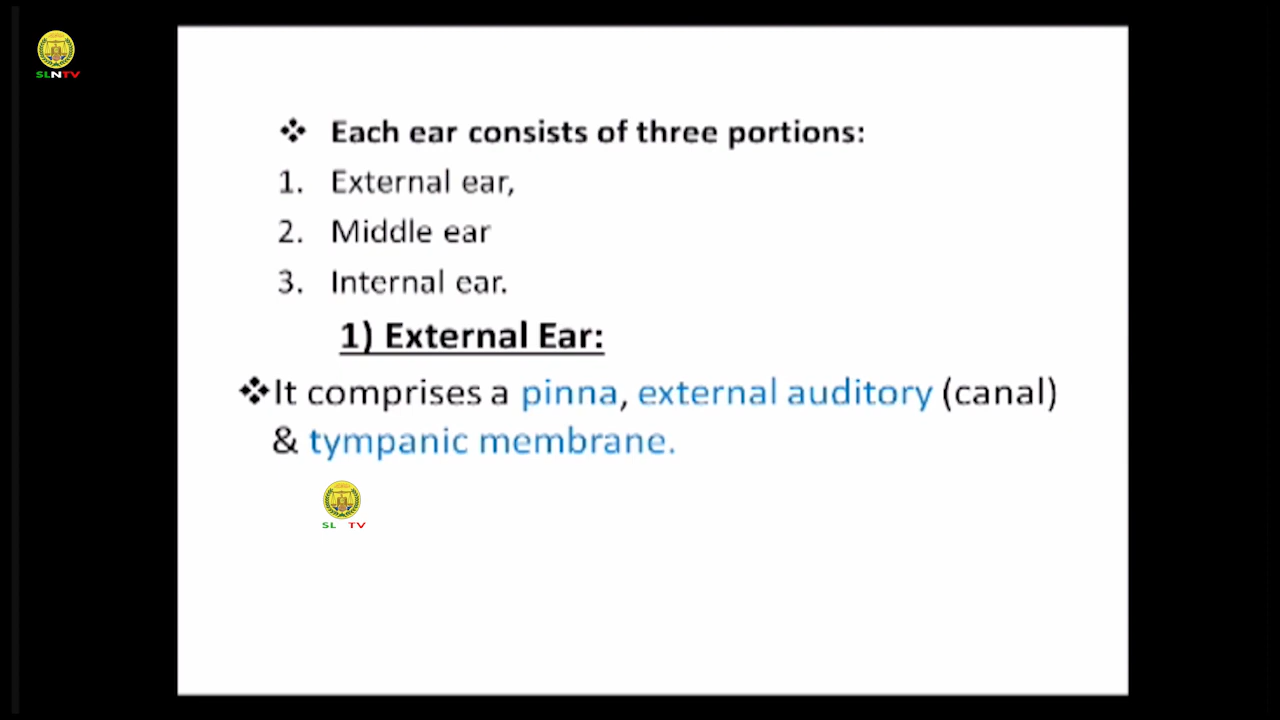 SLNTV
❖ Each ear consists of three portions:
1. External ear,
2. Middle ear
3. Internal ear.
1) External Ear:
❖It comprises a pinna, external auditory (canal)
& tympanic membrane.
SL TV